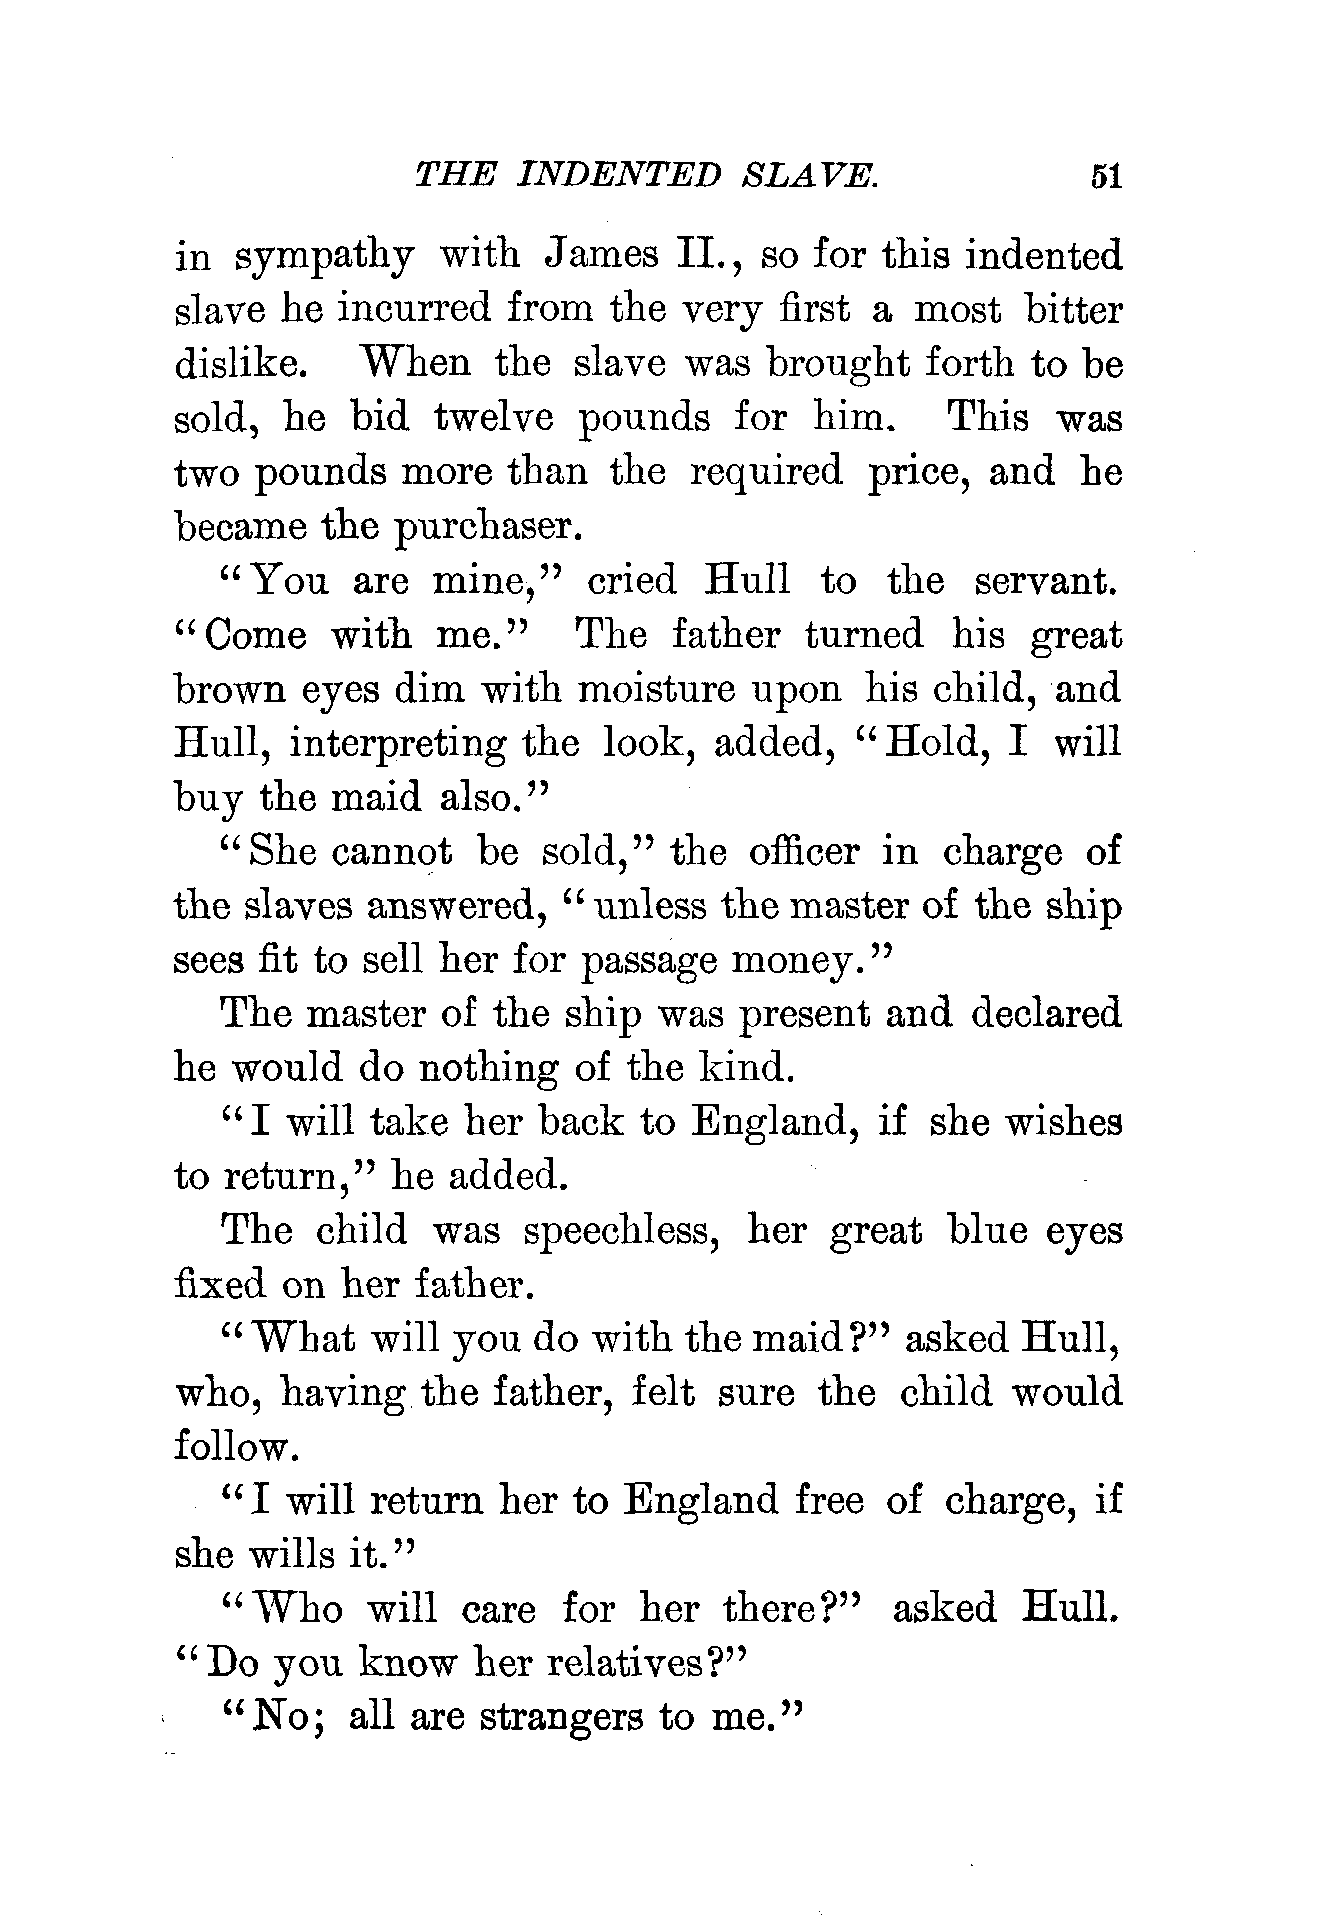 THE INDENTED SLAVE. 51
in sympathy with James II., so for this indented
slave he incurred from the very first a most bitter
dislike. When the slave was brought forth to be
sold, he bid twelve pounds for him. This was
two pounds more than the required price, and he
became the purchaser.
“You are mine,” cried Hull to the servant.
“Come with me.” The father turned his great
brown eyes dim with moisture upon his child, and
Hull, interpreting the look, added, “Hold, I will
buy the maid also.”
“She cannot be sold,” the officer in charge of
the slaves answered, “unless the master of the ship
sees fit to sell her for passage money.”
The master of the ship was present and declared
he would do nothing of the kind.
“I will take her back to England, if she wishes
to return,” he added.
The child was speechless, her great blue eyes
fixed on her father.
“What will you do with the maid?” asked Hull,
who, having the father, felt sure the child would
follow.
“I will return her to England free of charge, if
she wills it.”
“Who will care for her there?” asked Hull.
“Do you know her relatives?”
“No; all are strangers to me.”